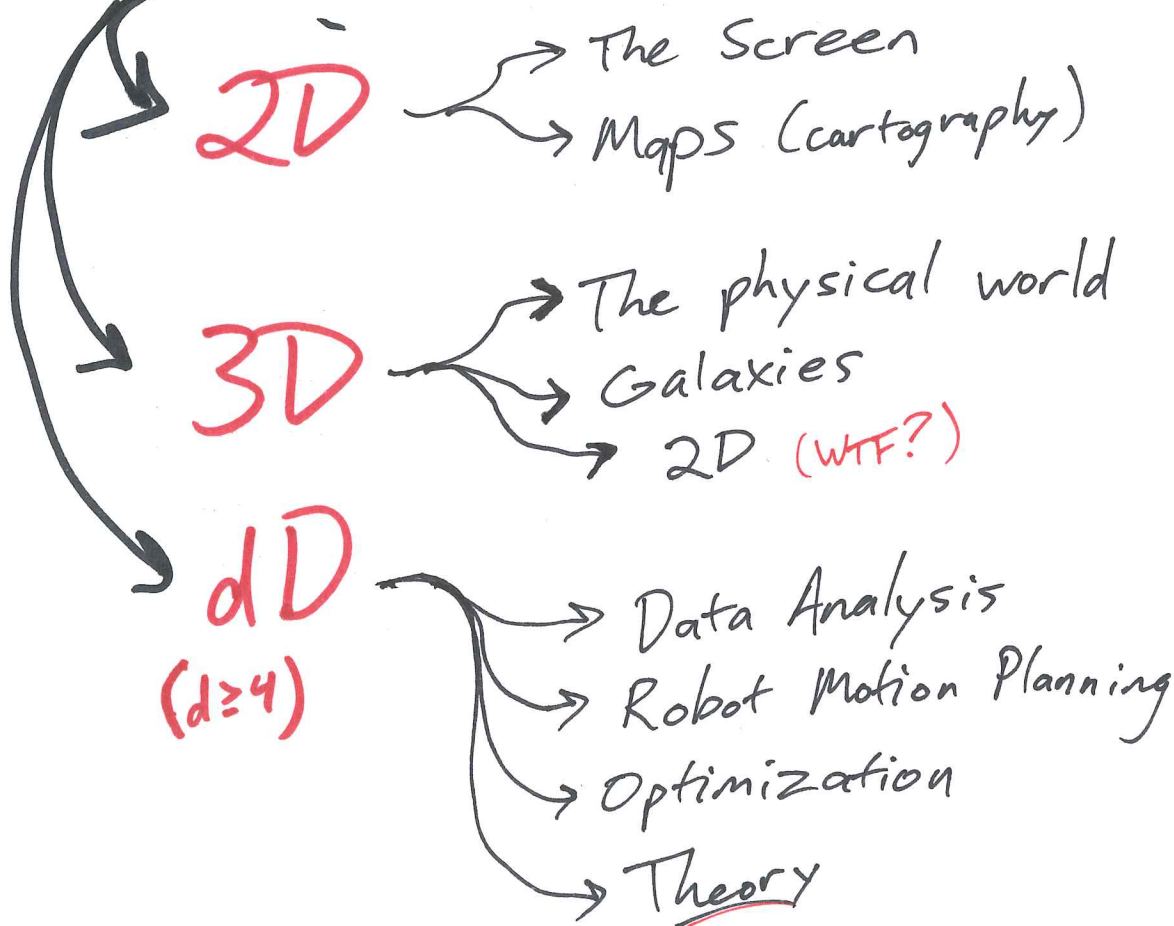 2D
The Screen
Maps (cartography)
3D
The physical world
Galaxies
2D (WTF?)
dD
(d≥4)
Data Analysis
Robot Motion Planning
Optimization
Theory